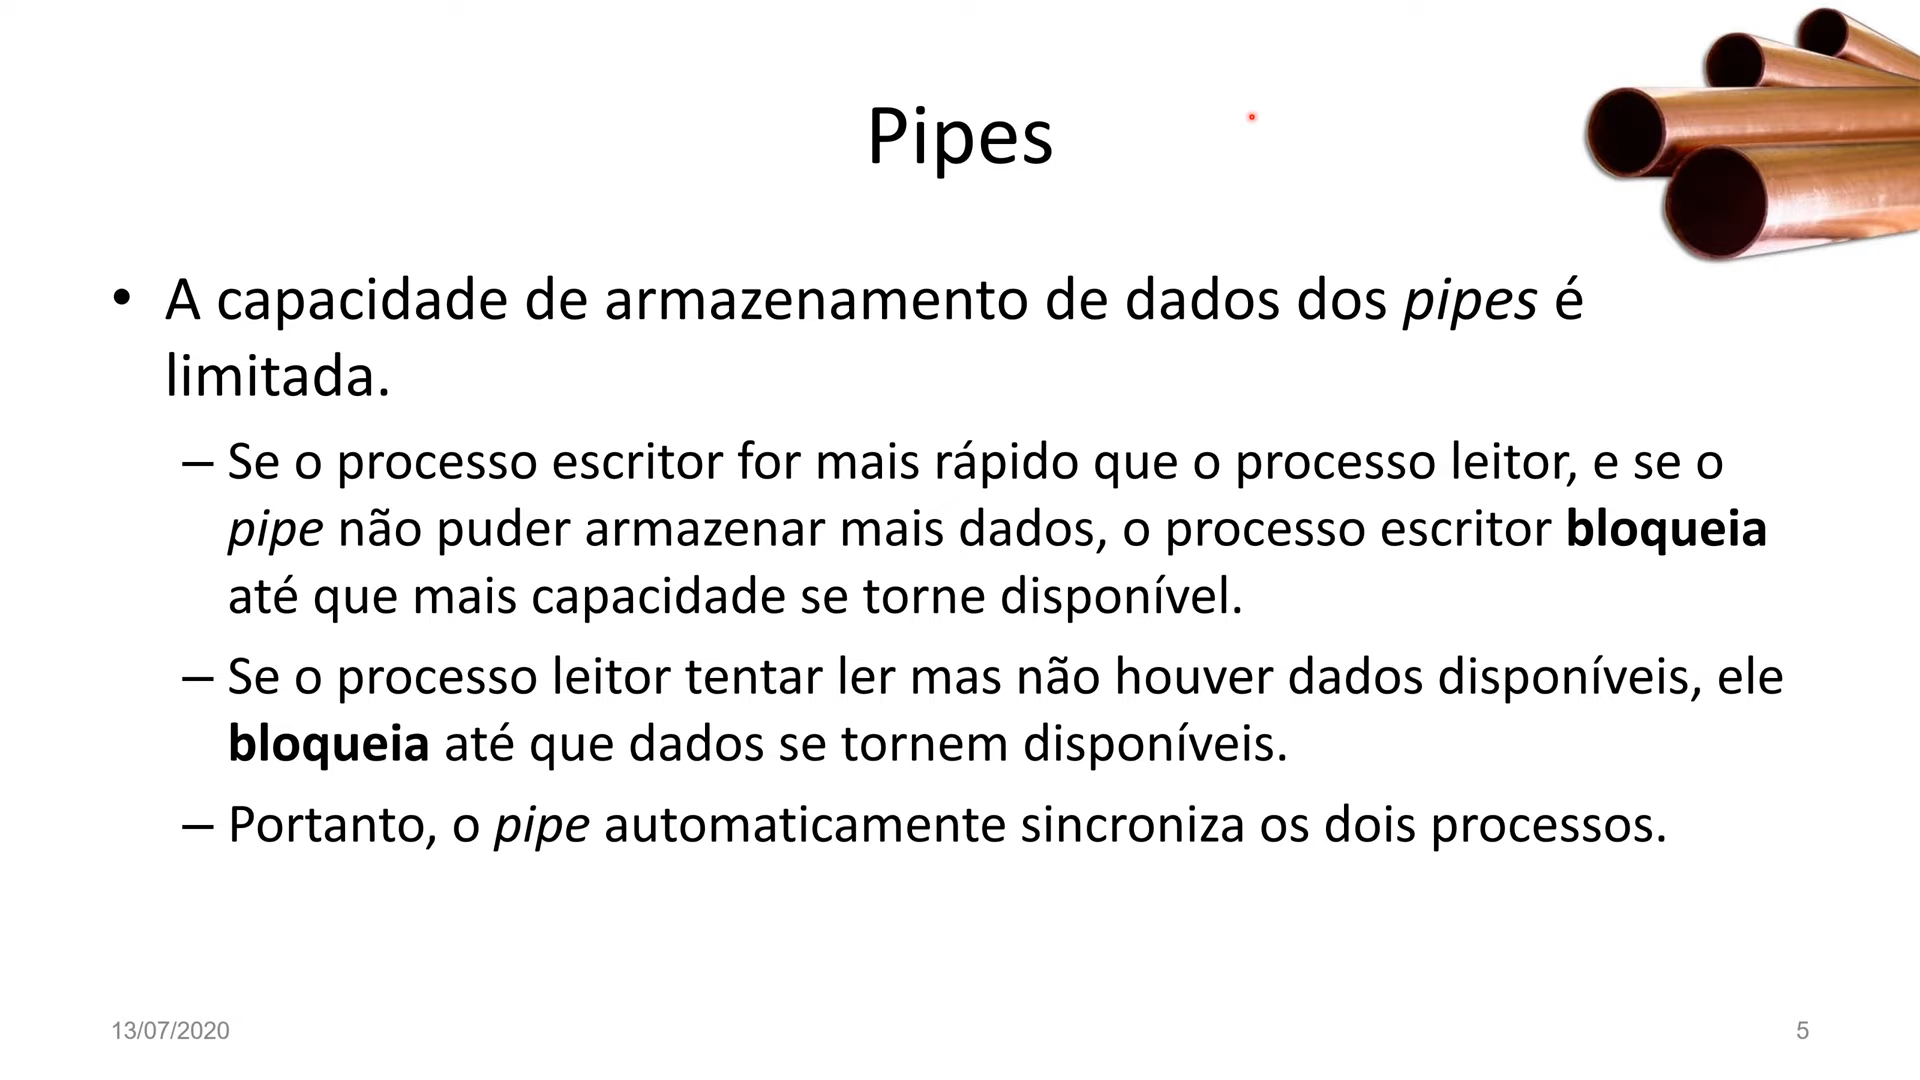 Pipes
• A capacidade de armazenamento de dados dos pipes é
limitada.
– Se o processo escritor for mais rápido que o processo leitor, e se o
pipe não puder armazenar mais dados, o processo escritor bloqueia
até que mais capacidade se torne disponível.
– Se o processo leitor tentar ler mas não houver dados disponíveis, ele
bloqueia até que dados se tornem disponíveis.
– Portanto, o pipe automaticamente sincroniza os dois processos.
13/07/2020
5